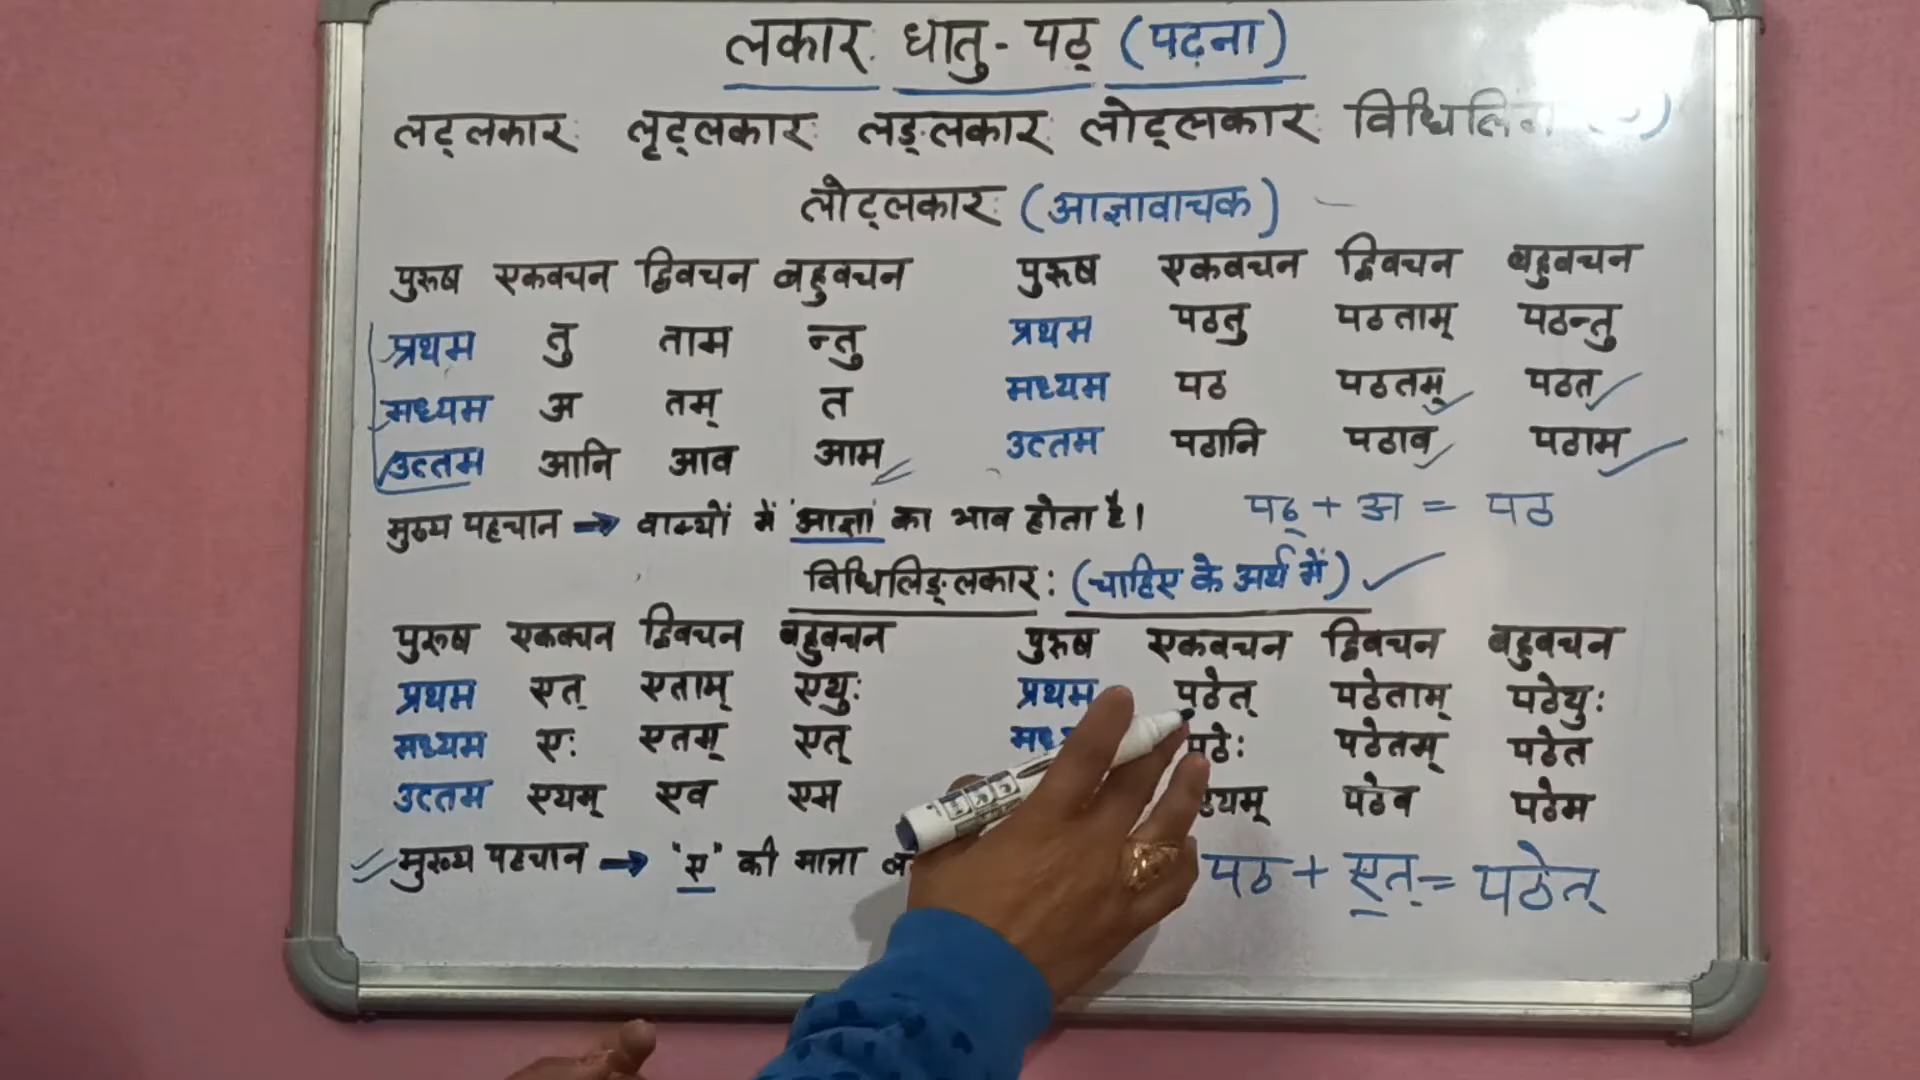 लकारः धातु - पठ् (पढ़ना)
लट्लकारः लृट्लकारः लङ्लकारः लोट्लकारः
लोट्लकारः (आज्ञावाचक)
पुरूष एकवचन द्विवचन बहुवचन
प्रथम तु ताम न्तु
मध्यम अ तम् त
उत्तम आनि आव आम
पुरूष एकवचन द्विवचन बहुवचन
प्रथम पठतु पठताम् पठन्तु
मध्यम पठ पठतम् पठत
उत्तम पठानि पठाव पठाम
मुख्य पहचान → वाक्यों में 'आज्ञा' का भाव होता है।
पठ् + अ = पठ
विधिलिङ्लकारः (चाहिए के अर्थ में)
पुरूष एकवचन द्विवचन बहुवचन
प्रथम एत् एताम् एयुः
मध्यम एः एतम् एत्
उत्तम एयम् एव एम
पुरूष एकवचन द्विवचन बहुवचन
प्रथम पठेत् पठेताम् पठेयुः
पठेः पठेतम् पठेत
पठेव पठेम
मुख्य पहचान → "ए" की मात्रा
पठ + एत् = पठेत्